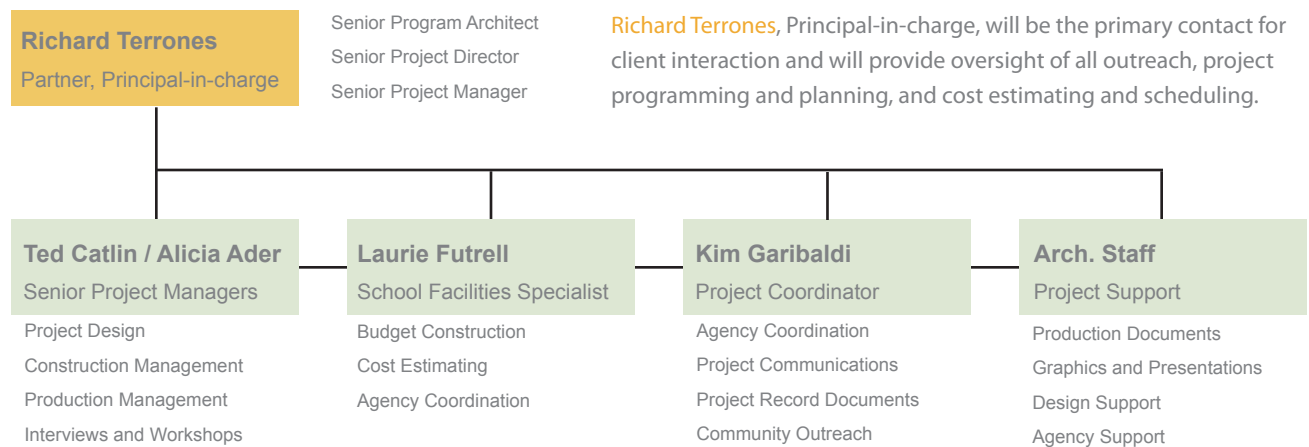 Richard Terrones
Partner, Principal-in-charge
Senior Program Architect
Senior Project Director
Senior Project Manager
Richard Terrones, Principal-in-charge, will be the primary contact for
client interaction and will provide oversight of all outreach, project
programming and planning, and cost estimating and scheduling.
Ted Catlin / Alicia Ader
Senior Project Managers
Project Design
Construction Management
Production Management
Interviews and Workshops
Laurie Futrell
School Facilities Specialist
Budget Construction
Cost Estimating
Agency Coordination
Kim Garibaldi
Project Coordinator
Agency Coordination
Project Communications
Project Record Documents
Community Outreach
Arch. Staff
Project Support
Production Documents
Graphics and Presentations
Design Support
Agency Support